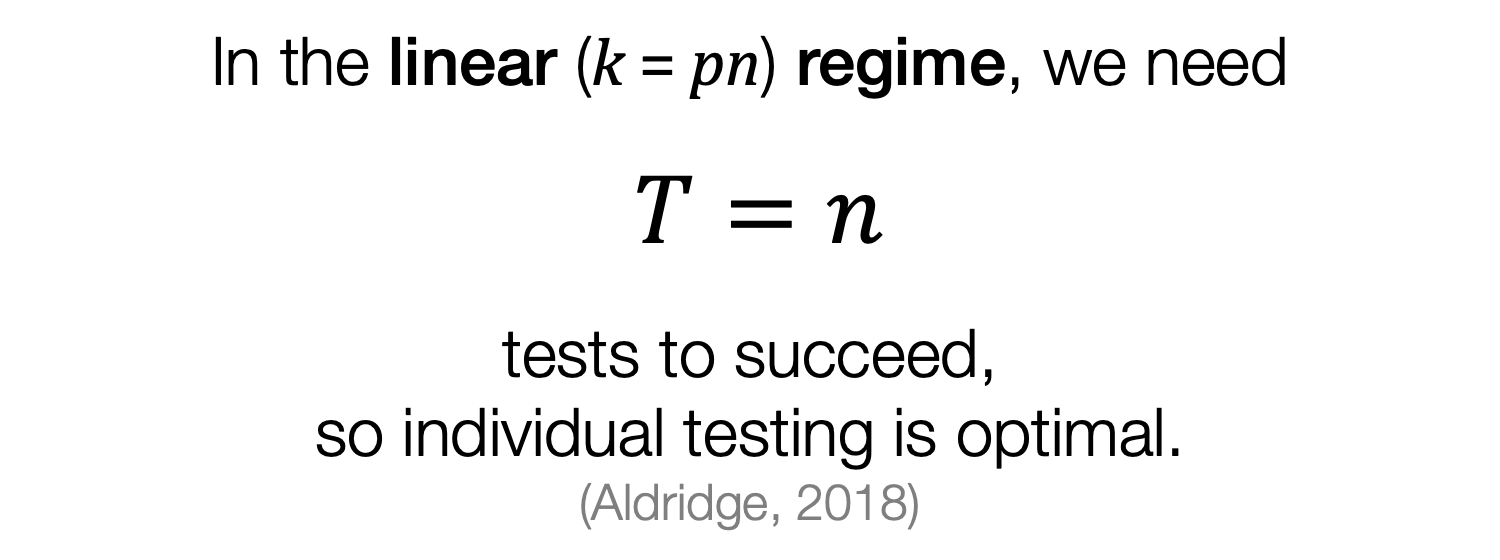 In the linear (k = pn) regime, we need
T = n
tests to succeed,
so individual testing is optimal.
(Aldridge, 2018)